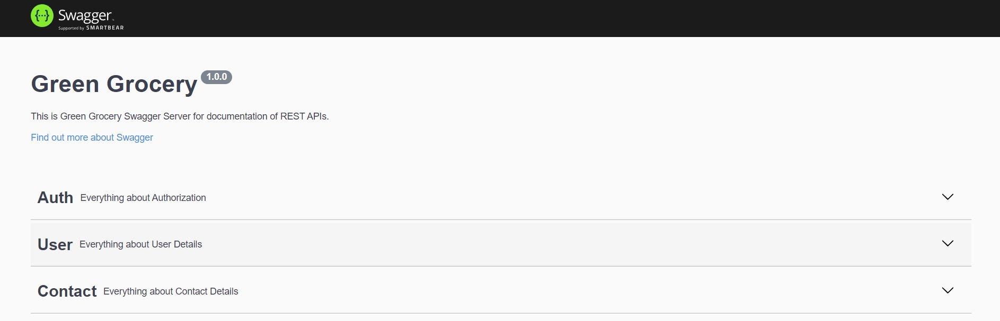 Swagger
Supported by SMARTBEAR
Green Grocery 1.0.0
This is Green Grocery Swagger Server for documentation of REST APIs.
Find out more about Swagger
Auth Everything about Authorization
User Everything about User Details
Contact Everything about Contact Details